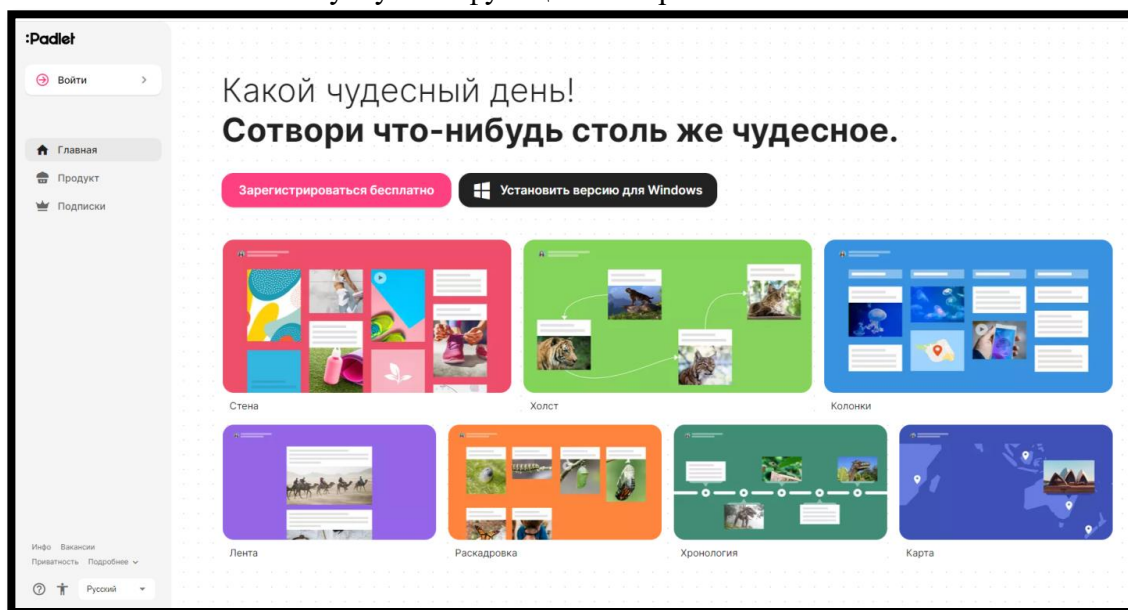 :Padlet
Войти
Главная
Продукт
Подписки
Какой чудесный день!
Сотвори что-нибудь столь же чудесное.
Зарегистрироваться бесплатно
Установить версию для Windows
Стена
Холст
Колонки
Лента
Раскадровка
Хронология
Карта
Инфо Вакансии
Приватность Подробнее
Русский